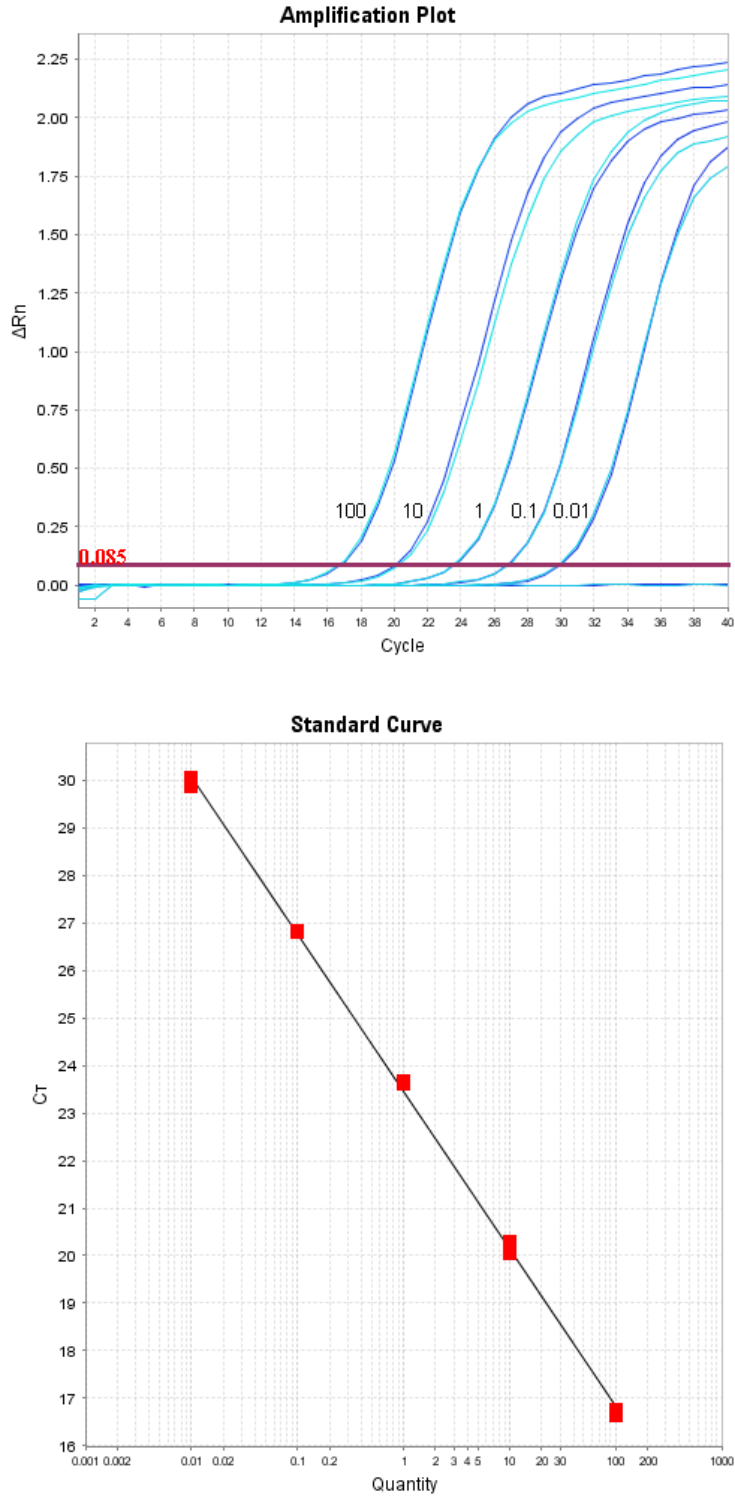 Amplification Plot
2.25
2.00
1.75
1.50
1.25
1.00
0.75
0.50
0.25
0.00
ΔRn
100 10 1 0.1 0.01
0.085
2 4 6 8 10 12 14 16 18 20 22 24 26 28 30 32 34 36 38 40
Cycle
Standard Curve
30
29
28
27
26
25
24
23
22
21
20
19
18
17
16
CT
0.001 0.002 0.01 0.02 0.1 0.2 1 2 3 4 5 10 20 30 100 200 1000
Quantity